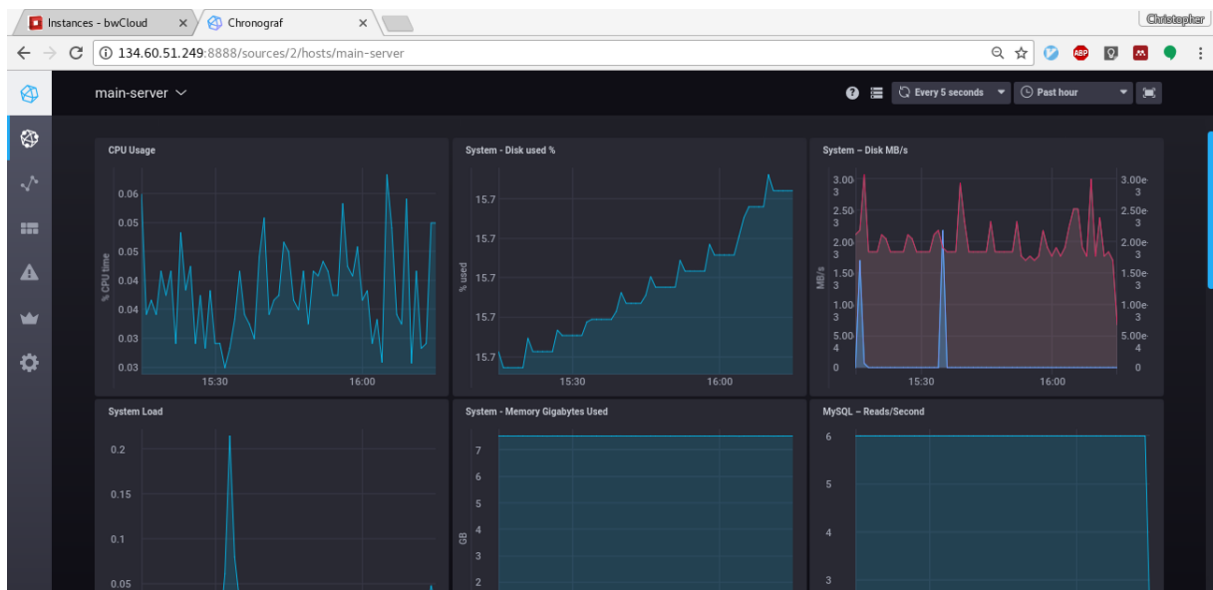 Instances - bwCloud
Chronograf
Christopher
134.60.51.249:8888/sources/2/hosts/main-server
ABP
main-server
Every 5 seconds
Past hour
CPU Usage
% CPU time
0.06
0.05
0.05
0.04
0.04
0.03
0.03
15:30
16:00
System - Disk used %
% used
15.7
15.7
15.7
15.7
15.7
15:30
16:00
System – Disk MB/s
MB/s
3.00
3
2.50
3
2.00
3
1.50
3
1.00
3
5.00
4
0
3.00e-
3
2.50e-
3
2.00e-
3
1.50e-
3
1.00e-
3
5.00e-
4
0
15:30
16:00
System Load
0.2
0.15
0.1
0.05
System - Memory Gigabytes Used
GB
7
6
5
4
3
2
MySQL – Reads/Second
6
5
4
3